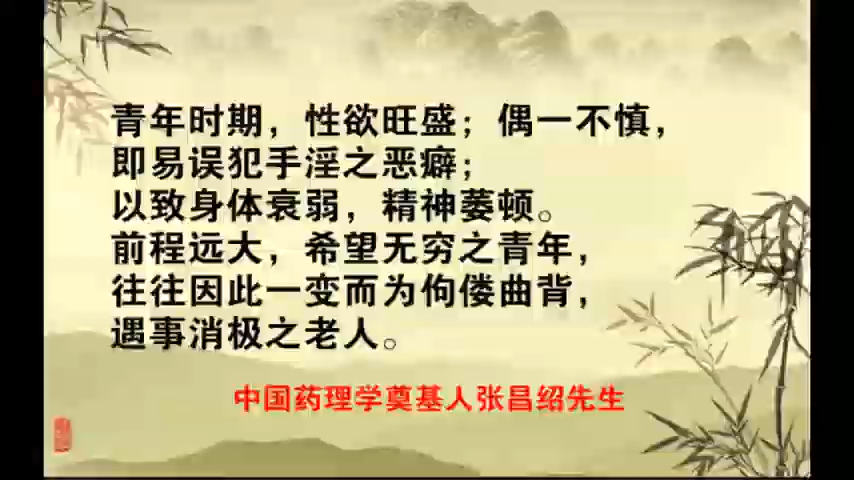 青年时期，性欲旺盛；偶一不慎，
即易误犯手淫之恶癖；
以致身体衰弱，精神萎顿。
前程远大，希望无穷之青年，
往往因此一变而为佝偻曲背，
遇事消极之老人。
中国药理学奠基人张昌绍先生